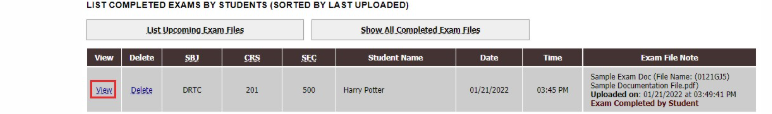 LIST COMPLETED EXAMS BY STUDENTS (SORTED BY LAST UPLOADED)
List Upcoming Exam Files Show All Completed Exam Files
View Delete SBJ CRS SEC Student Name Date Time Exam File Note
View Delete DRTC 201 500 Harry Potter 01/21/2022 03:45 PM
Sample Exam Doc (File Name: (0121GJ5)
Sample Documentation File.pdf)
Uploaded on: 01/21/2022 at 03:49:41 PM
Exam Completed by Student